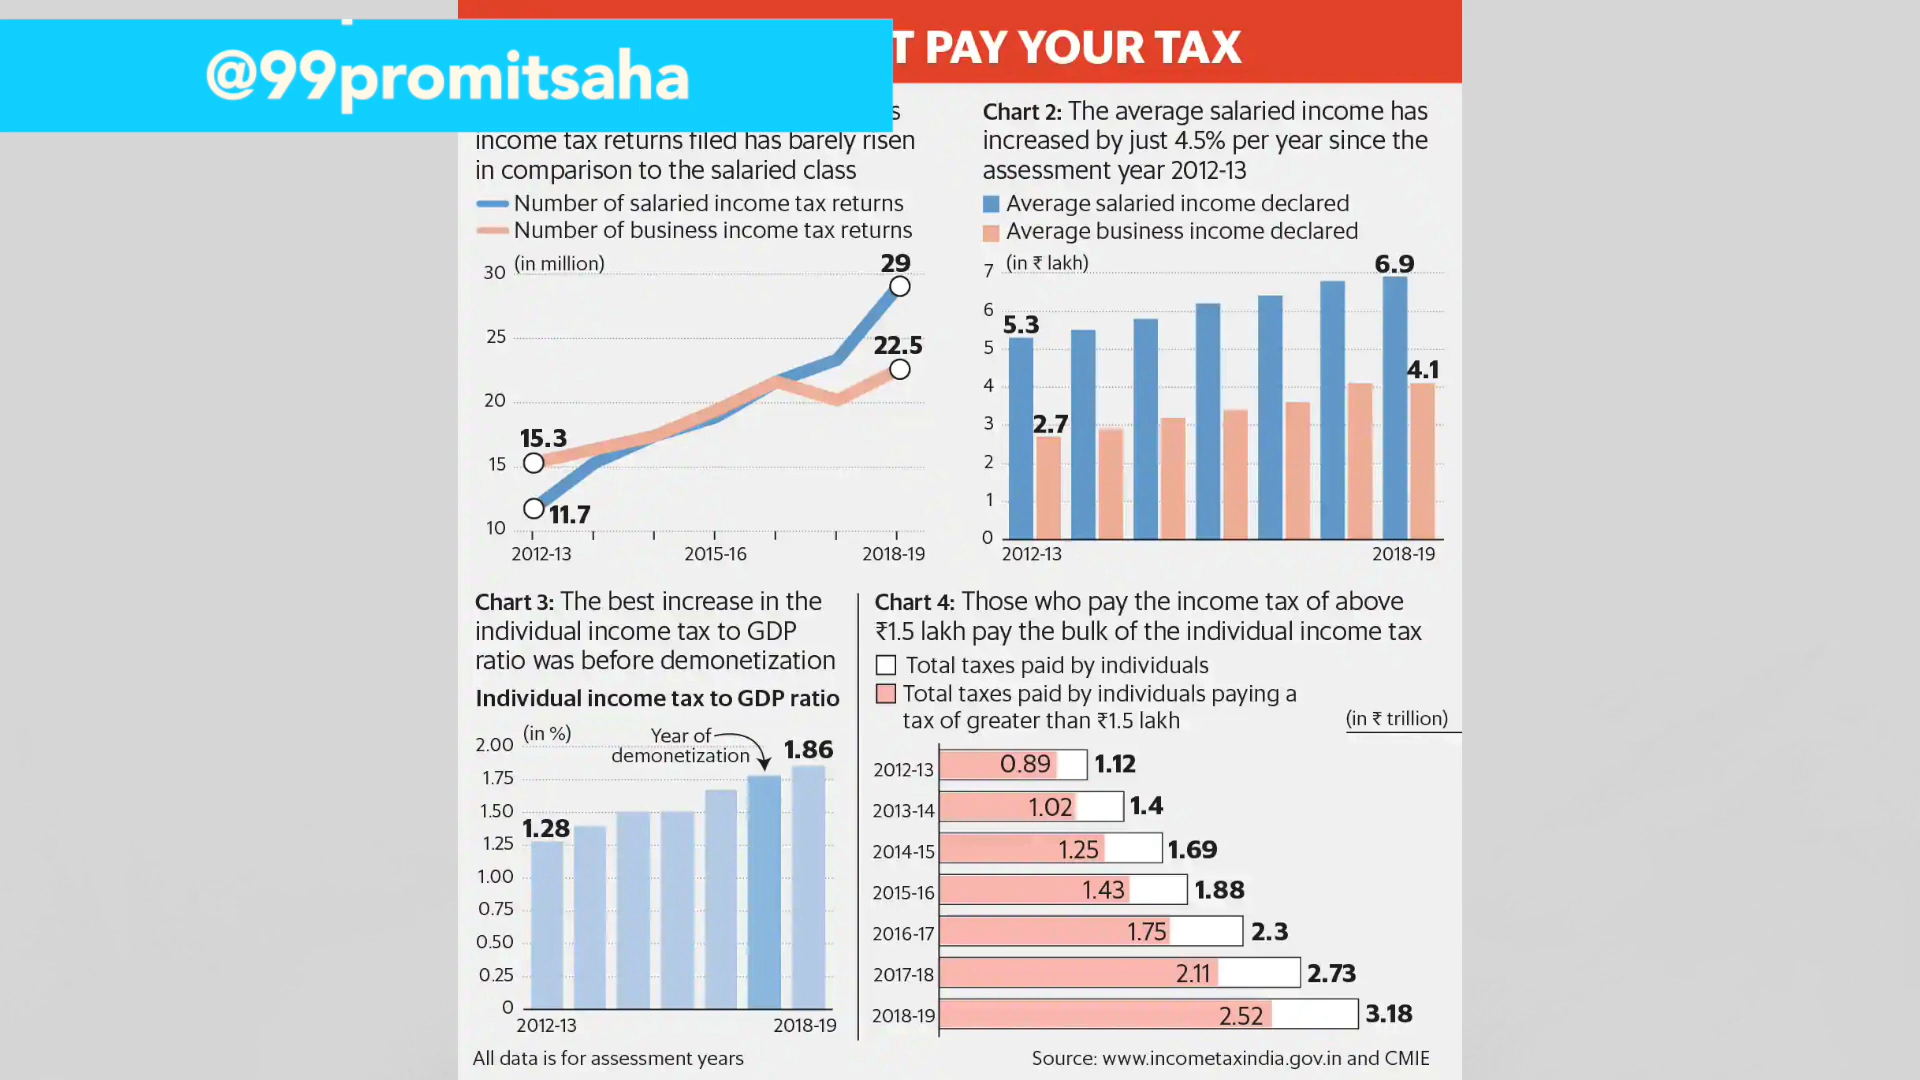 @99promitsaha
T PAY YOUR TAX
s
income tax returns filed has barely risen
in comparison to the salaried class
Number of salaried income tax returns
Number of business income tax returns
(in million)
30
25
20
15
10
29
22.5
15.3
11.7
2012-13
2015-16
2018-19
Chart 2: The average salaried income has
increased by just 4.5% per year since the
assessment year 2012-13
Average salaried income declared
Average business income declared
(in ₹ lakh)
7
6
5
4
3
2
1
0
5.3
2.7
6.9
4.1
2012-13
2018-19
Chart 3: The best increase in the
individual income tax to GDP
ratio was before demonetization
Individual income tax to GDP ratio
(in %)
Year of
demonetization
2.00
1.75
1.50
1.25
1.00
0.75
0.50
0.25
0
1.28
1.86
2012-13
2018-19
Chart 4: Those who pay the income tax of above
₹1.5 lakh pay the bulk of the individual income tax
Total taxes paid by individuals
Total taxes paid by individuals paying a
tax of greater than ₹1.5 lakh
(in ₹ trillion)
2012-13 0.89 1.12
2013-14 1.02 1.4
2014-15 1.25 1.69
2015-16 1.43 1.88
2016-17 1.75 2.3
2017-18 2.11 2.73
2018-19 2.52 3.18
All data is for assessment years
Source: www.incometaxindia.gov.in and CMIE